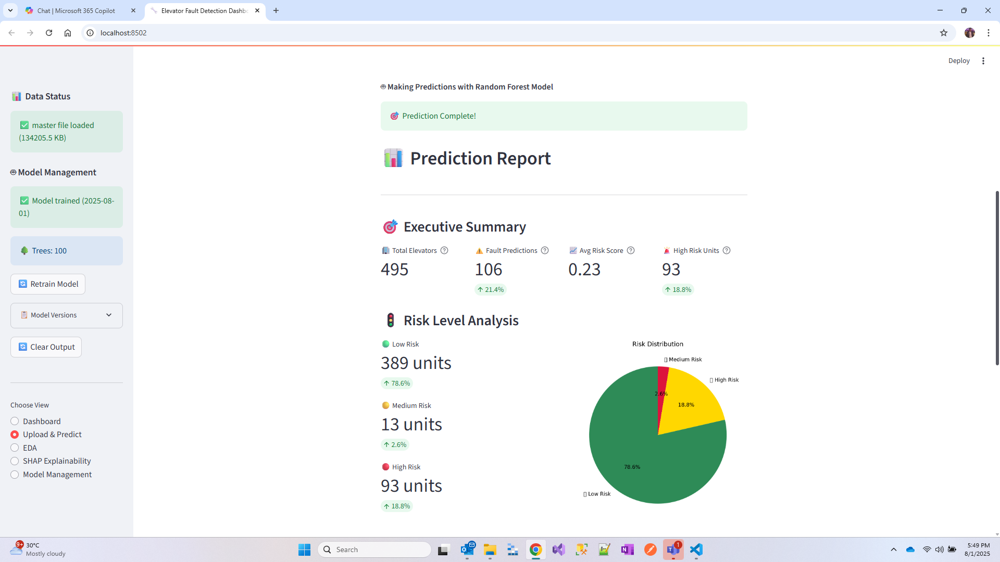 Chat | Microsoft 365 Copilot
Elevator Fault Detection Dashbo
localhost:8502
Deploy
Data Status
master file loaded
(134205.5 KB)
Model Management
Model trained (2025-08-
01)
Trees: 100
Retrain Model
Model Versions
Clear Output
Choose View
Dashboard
Upload & Predict
EDA
SHAP Explainability
Model Management
Making Predictions with Random Forest Model
Prediction Complete!
Prediction Report
Executive Summary
Total Elevators
495
Fault Predictions
106
↑ 21.4%
Avg Risk Score
0.23
High Risk Units
93
↑ 18.8%
Risk Level Analysis
Low Risk
389 units
↑ 78.6%
Medium Risk
13 units
↑ 2.6%
High Risk
93 units
↑ 18.8%
Risk Distribution
Medium Risk
High Risk
2.6%
18.8%
78.6%
Low Risk
9+
30°C
Mostly cloudy
Search
1
5:49 PM
8/1/2025